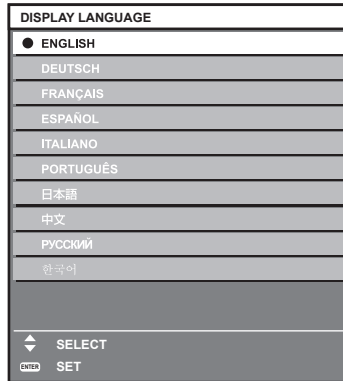 DISPLAY LANGUAGE
ENGLISH
DEUTSCH
FRANÇAIS
ESPAÑOL
ITALIANO
PORTUGUÊS
日本語
中文
РУССКИЙ
한국어
SELECT
ENTER SET